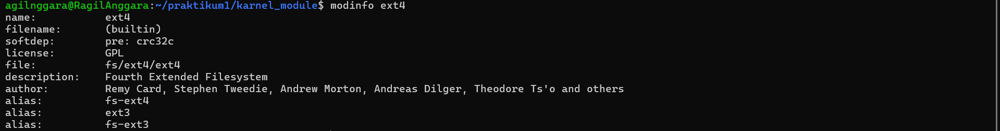 agilnggara@RagilAnggara:~/praktikum1/karnel_module$ modinfo ext4
name:           ext4
filename:       (builtin)
softdep:        pre: crc32c
license:        GPL
file:           fs/ext4/ext4
description:    Fourth Extended Filesystem
author:         Remy Card, Stephen Tweedie, Andrew Morton, Andreas Dilger, Theodore Ts'o and others
alias:          fs-ext4
alias:          ext3
alias:          fs-ext3